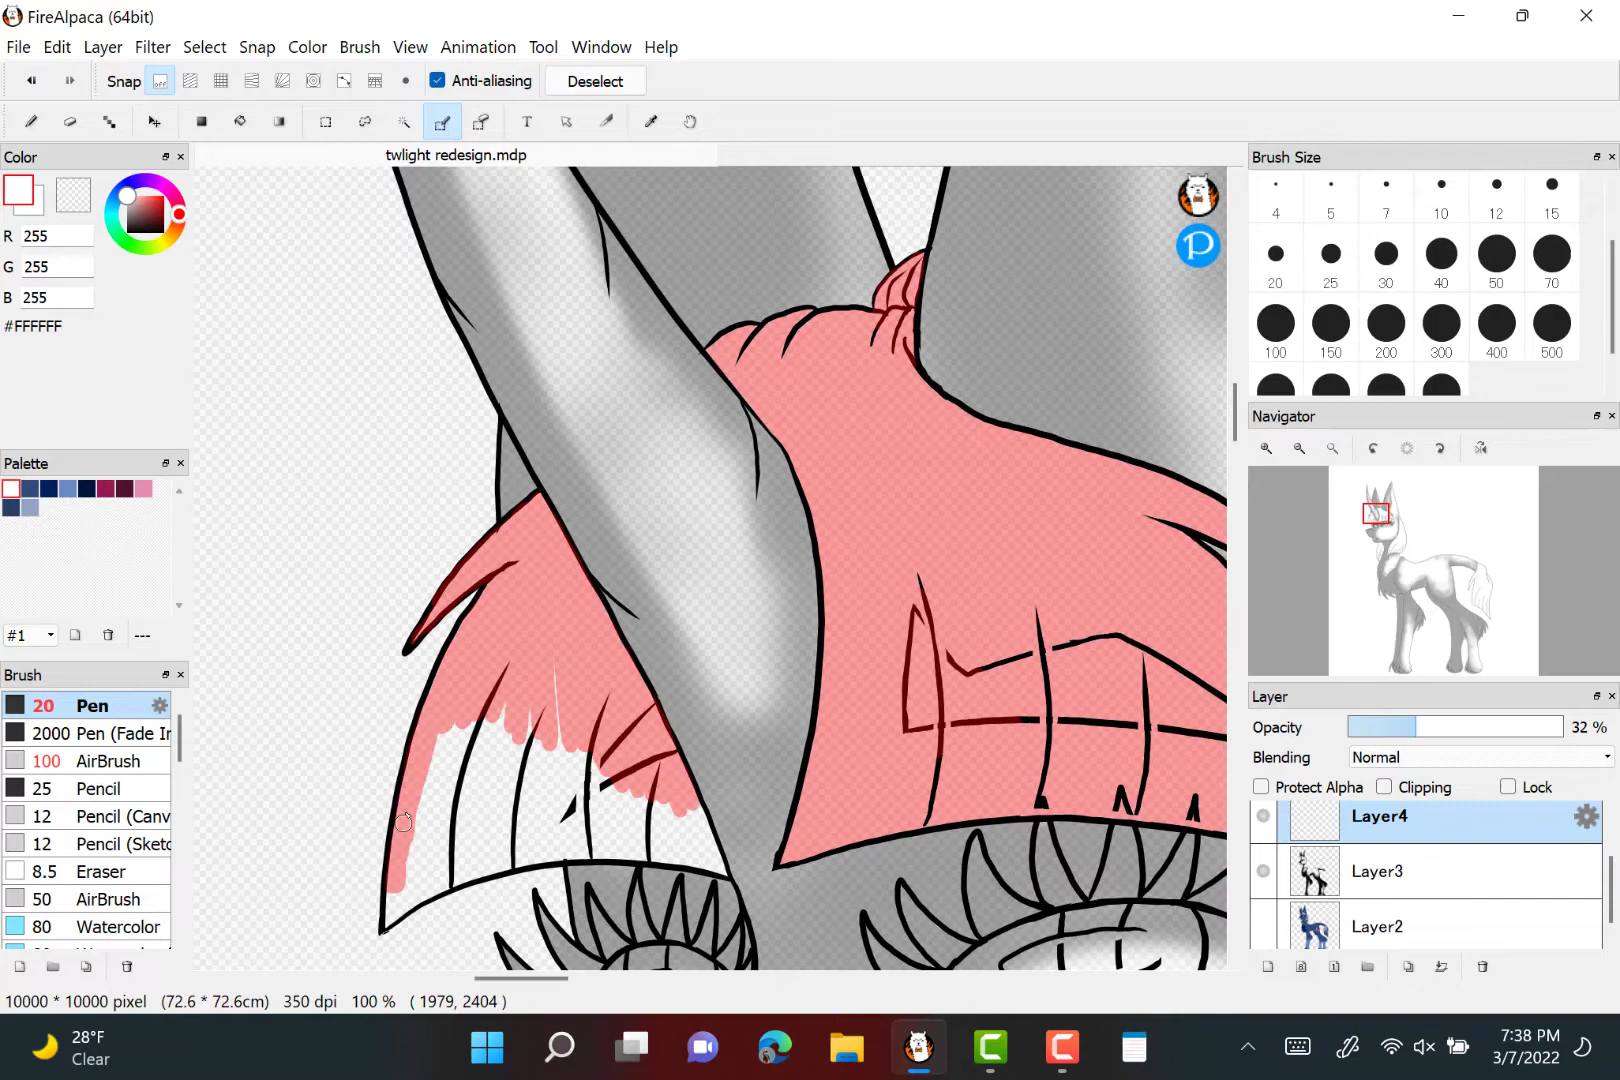 FireAlpaca (64bit)
File Edit Layer Filter Select Snap Color Brush View Animation Tool Window Help
Snap off Anti-aliasing Deselect
T
twlight redesign.mdp
Color
R 255
G 255
B 255
#FFFFFF
Palette
#1 ---
Brush
20 Pen
2000 Pen (Fade Ir
100 AirBrush
25 Pencil
12 Pencil (Canv
12 Pencil (Sketc
8.5 Eraser
50 AirBrush
80 Watercolor
P
Brush Size
4 5 7 10 12 15
20 25 30 40 50 70
100 150 200 300 400 500
Navigator
Layer
Opacity 32 %
Blending Normal
Protect Alpha Clipping Lock
Layer4
Layer3
Layer2
10000 * 10000 pixel (72.6 * 72.6cm) 350 dpi 100 % ( 1979, 2404 )
28°F
Clear
7:38 PM
3/7/2022